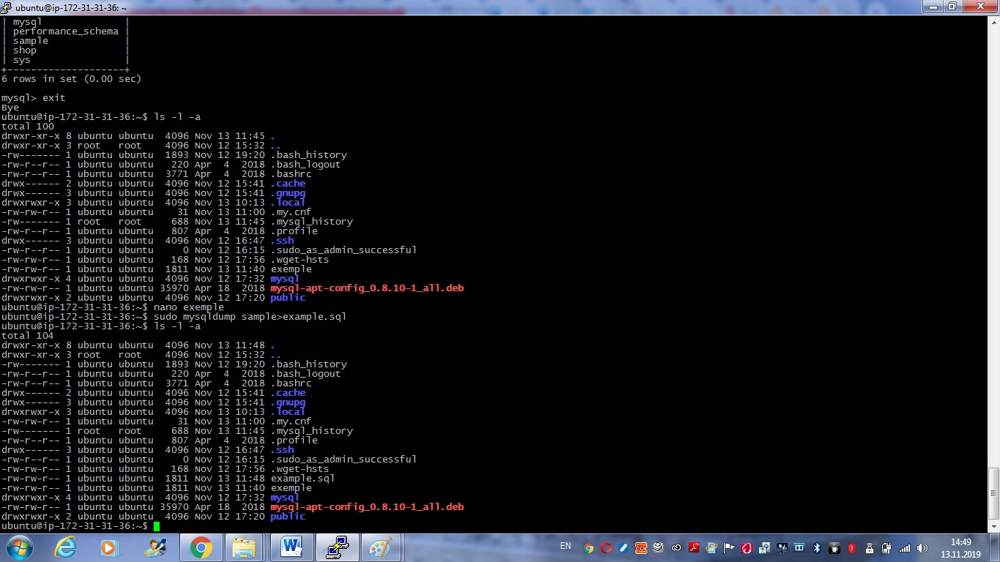 ubuntu@ip-172-31-31-36: ~
| mysql              |
| performance_schema |
| sample             |
| shop               |
| sys                |
+--------------------+
6 rows in set (0.00 sec)
mysql> exit
Bye
ubuntu@ip-172-31-31-36:~$ ls -l -a
total 100
drwxr-xr-x 8 ubuntu ubuntu  4096 Nov 13 11:45 .
drwxr-xr-x 3 root   root    4096 Nov 12 15:32 ..
-rw------- 1 ubuntu ubuntu  1893 Nov 12 19:20 .bash_history
-rw-r--r-- 1 ubuntu ubuntu   220 Apr  4  2018 .bash_logout
-rw-r--r-- 1 ubuntu ubuntu  3771 Apr  4  2018 .bashrc
drwx------ 2 ubuntu ubuntu  4096 Nov 12 15:41 .cache
drwx------ 3 ubuntu ubuntu  4096 Nov 12 15:41 .gnupg
drwxrwxr-x 3 ubuntu ubuntu  4096 Nov 13 10:13 .local
-rw-rw-r-- 1 ubuntu ubuntu    31 Nov 13 11:00 .my.cnf
-rw------- 1 root   root     688 Nov 13 11:45 .mysql_history
-rw-r--r-- 1 ubuntu ubuntu   807 Apr  4  2018 .profile
drwx------ 3 ubuntu ubuntu  4096 Nov 12 16:47 .ssh
-rw-r--r-- 1 ubuntu ubuntu     0 Nov 12 16:15 .sudo_as_admin_successful
-rw-rw-r-- 1 ubuntu ubuntu   168 Nov 12 17:56 .wget-hsts
-rw-rw-r-- 1 ubuntu ubuntu  1811 Nov 13 11:40 exemple
drwxrwxr-x 4 ubuntu ubuntu  4096 Nov 12 17:32 mysql
-rw-rw-r-- 1 ubuntu ubuntu 35970 Apr 18  2018 mysql-apt-config_0.8.10-1_all.deb
drwxrwxr-x 2 ubuntu ubuntu  4096 Nov 12 17:20 public
ubuntu@ip-172-31-31-36:~$ nano exemple
ubuntu@ip-172-31-31-36:~$ sudo mysqldump sample>example.sql
ubuntu@ip-172-31-31-36:~$ ls -l -a
total 104
drwxr-xr-x 8 ubuntu ubuntu  4096 Nov 13 11:48 .
drwxr-xr-x 3 root   root    4096 Nov 12 15:32 ..
-rw------- 1 ubuntu ubuntu  1893 Nov 12 19:20 .bash_history
-rw-r--r-- 1 ubuntu ubuntu   220 Apr  4  2018 .bash_logout
-rw-r--r-- 1 ubuntu ubuntu  3771 Apr  4  2018 .bashrc
drwx------ 2 ubuntu ubuntu  4096 Nov 12 15:41 .cache
drwx------ 3 ubuntu ubuntu  4096 Nov 12 15:41 .gnupg
drwxrwxr-x 3 ubuntu ubuntu  4096 Nov 13 10:13 .local
-rw-rw-r-- 1 ubuntu ubuntu    31 Nov 13 11:00 .my.cnf
-rw------- 1 root   root     688 Nov 13 11:45 .mysql_history
-rw-r--r-- 1 ubuntu ubuntu   807 Apr  4  2018 .profile
drwx------ 3 ubuntu ubuntu  4096 Nov 12 16:47 .ssh
-rw-r--r-- 1 ubuntu ubuntu     0 Nov 12 16:15 .sudo_as_admin_successful
-rw-rw-r-- 1 ubuntu ubuntu   168 Nov 12 17:56 .wget-hsts
-rw-rw-r-- 1 ubuntu ubuntu  1811 Nov 13 11:48 example.sql
-rw-rw-r-- 1 ubuntu ubuntu  1811 Nov 13 11:40 exemple
drwxrwxr-x 4 ubuntu ubuntu  4096 Nov 12 17:32 mysql
-rw-rw-r-- 1 ubuntu ubuntu 35970 Apr 18  2018 mysql-apt-config_0.8.10-1_all.deb
drwxrwxr-x 2 ubuntu ubuntu  4096 Nov 12 17:20 public
ubuntu@ip-172-31-31-36:~$
EN
14:49
13.11.2019